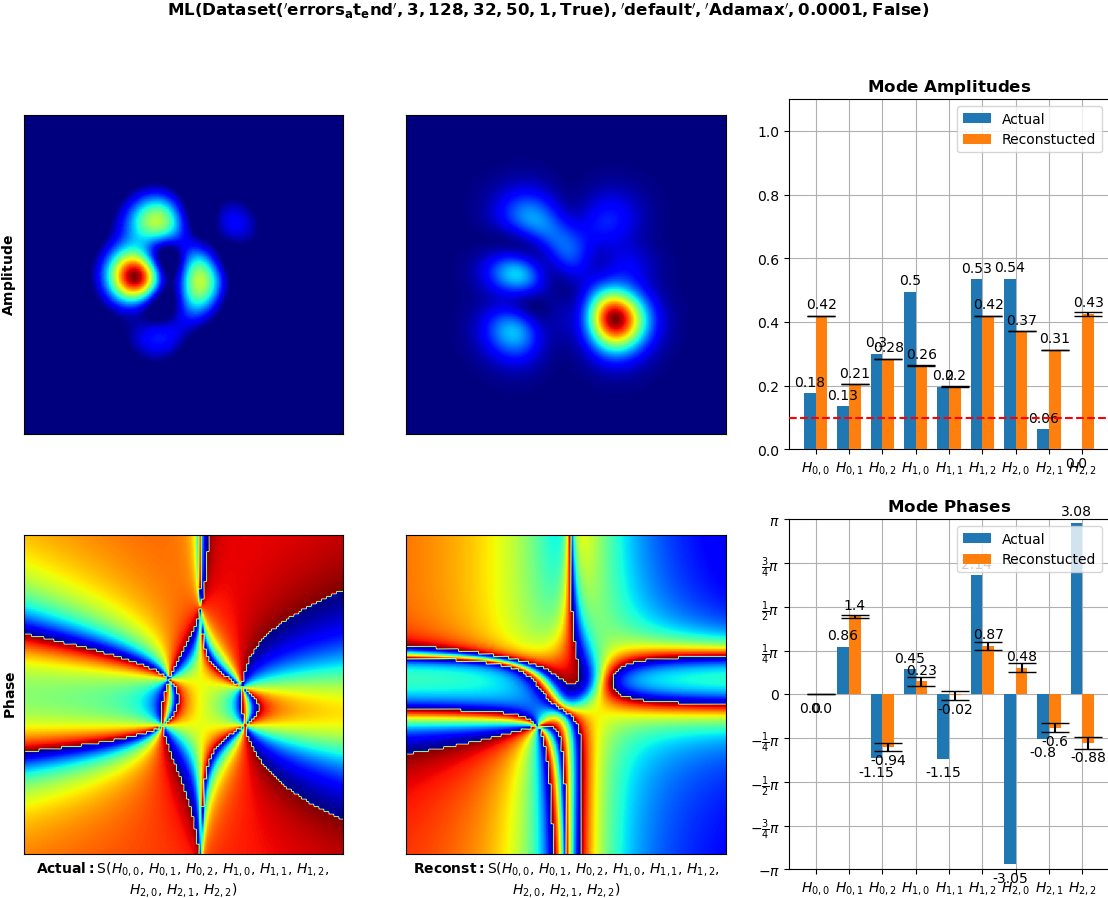 ML(Dataset('errors_at_end', 3, 128, 32, 50, 1, True), 'default', 'Adamax', 0.0001, False)
Mode Amplitudes
Amplitude
1.0
0.8
0.6
0.4
0.2
0.0
Actual
Reconstucted
0.18 0.13 0.3 0.5 0.2 0.53 0.54 0.06 0.0
0.42 0.21 0.28 0.26 0.2 0.42 0.37 0.31 0.43
H0,0 H0,1 H0,2 H1,0 H1,1 H1,2 H2,0 H2,1 H2,2
Mode Phases
Phase
π
3/4π
1/2π
1/4π
0
−1/4π
−1/2π
−3/4π
−π
Actual
Reconstucted
0.0 0.86 -1.15 0.45 -1.15 2.14 -3.05 -0.8 3.08
0.0 1.4 -0.94 0.23 -0.02 0.87 0.48 -0.6 -0.88
H0,0 H0,1 H0,2 H1,0 H1,1 H1,2 H2,0 H2,1 H2,2
Actual: S(H0,0, H0,1, H0,2, H1,0, H1,1, H1,2,
H2,0, H2,1, H2,2)
Reconst: S(H0,0, H0,1, H0,2, H1,0, H1,1, H1,2,
H2,0, H2,1, H2,2)